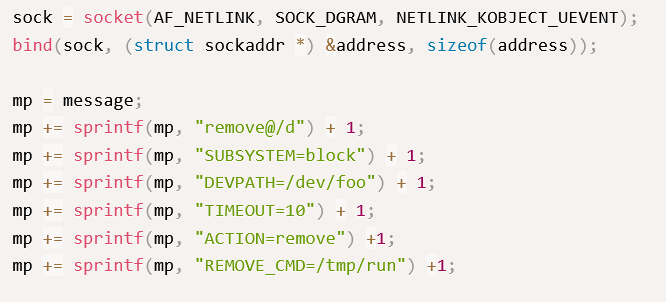 sock = socket(AF_NETLINK, SOCK_DGRAM, NETLINK_KOBJECT_UEVENT);
bind(sock, (struct sockaddr *) &address, sizeof(address));
mp = message;
mp += sprintf(mp, "remove@/d") + 1;
mp += sprintf(mp, "SUBSYSTEM=block") + 1;
mp += sprintf(mp, "DEVPATH=/dev/foo") + 1;
mp += sprintf(mp, "TIMEOUT=10") + 1;
mp += sprintf(mp, "ACTION=remove") +1;
mp += sprintf(mp, "REMOVE_CMD=/tmp/run") +1;